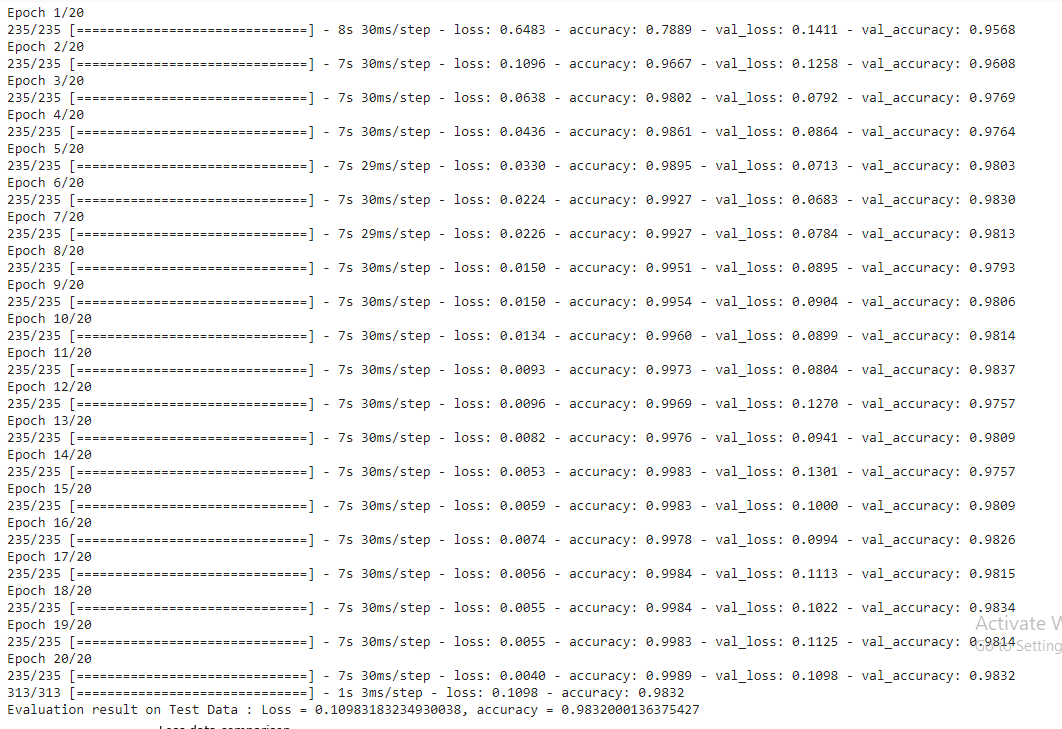 Epoch 1/20
235/235 [==============================] - 8s 30ms/step - loss: 0.6483 - accuracy: 0.7889 - val_loss: 0.1411 - val_accuracy: 0.9568
Epoch 2/20
235/235 [==============================] - 7s 30ms/step - loss: 0.1096 - accuracy: 0.9667 - val_loss: 0.1258 - val_accuracy: 0.9608
Epoch 3/20
235/235 [==============================] - 7s 30ms/step - loss: 0.0638 - accuracy: 0.9802 - val_loss: 0.0792 - val_accuracy: 0.9769
Epoch 4/20
235/235 [==============================] - 7s 30ms/step - loss: 0.0436 - accuracy: 0.9861 - val_loss: 0.0864 - val_accuracy: 0.9764
Epoch 5/20
235/235 [==============================] - 7s 29ms/step - loss: 0.0330 - accuracy: 0.9895 - val_loss: 0.0713 - val_accuracy: 0.9803
Epoch 6/20
235/235 [==============================] - 7s 30ms/step - loss: 0.0224 - accuracy: 0.9927 - val_loss: 0.0683 - val_accuracy: 0.9830
Epoch 7/20
235/235 [==============================] - 7s 29ms/step - loss: 0.0226 - accuracy: 0.9927 - val_loss: 0.0784 - val_accuracy: 0.9813
Epoch 8/20
235/235 [==============================] - 7s 30ms/step - loss: 0.0150 - accuracy: 0.9951 - val_loss: 0.0895 - val_accuracy: 0.9793
Epoch 9/20
235/235 [==============================] - 7s 30ms/step - loss: 0.0150 - accuracy: 0.9954 - val_loss: 0.0904 - val_accuracy: 0.9806
Epoch 10/20
235/235 [==============================] - 7s 30ms/step - loss: 0.0134 - accuracy: 0.9960 - val_loss: 0.0899 - val_accuracy: 0.9814
Epoch 11/20
235/235 [==============================] - 7s 30ms/step - loss: 0.0093 - accuracy: 0.9973 - val_loss: 0.0804 - val_accuracy: 0.9837
Epoch 12/20
235/235 [==============================] - 7s 30ms/step - loss: 0.0096 - accuracy: 0.9969 - val_loss: 0.1270 - val_accuracy: 0.9757
Epoch 13/20
235/235 [==============================] - 7s 30ms/step - loss: 0.0082 - accuracy: 0.9976 - val_loss: 0.0941 - val_accuracy: 0.9809
Epoch 14/20
235/235 [==============================] - 7s 30ms/step - loss: 0.0053 - accuracy: 0.9983 - val_loss: 0.1301 - val_accuracy: 0.9757
Epoch 15/20
235/235 [==============================] - 7s 30ms/step - loss: 0.0059 - accuracy: 0.9983 - val_loss: 0.1000 - val_accuracy: 0.9809
Epoch 16/20
235/235 [==============================] - 7s 30ms/step - loss: 0.0074 - accuracy: 0.9978 - val_loss: 0.0994 - val_accuracy: 0.9826
Epoch 17/20
235/235 [==============================] - 7s 30ms/step - loss: 0.0056 - accuracy: 0.9984 - val_loss: 0.1113 - val_accuracy: 0.9815
Epoch 18/20
235/235 [==============================] - 7s 30ms/step - loss: 0.0055 - accuracy: 0.9984 - val_loss: 0.1022 - val_accuracy: 0.9834
Activate W
Epoch 19/20
235/235 [==============================] - 7s 30ms/step - loss: 0.0055 - accuracy: 0.9983 - val_loss: 0.1125 - val_accuracy: 0.9814
Go to Setting
Epoch 20/20
235/235 [==============================] - 7s 30ms/step - loss: 0.0040 - accuracy: 0.9989 - val_loss: 0.1098 - val_accuracy: 0.9832
313/313 [==============================] - 1s 3ms/step - loss: 0.1098 - accuracy: 0.9832
Evaluation result on Test Data : Loss = 0.10983183234930038, accuracy = 0.9832000136375427